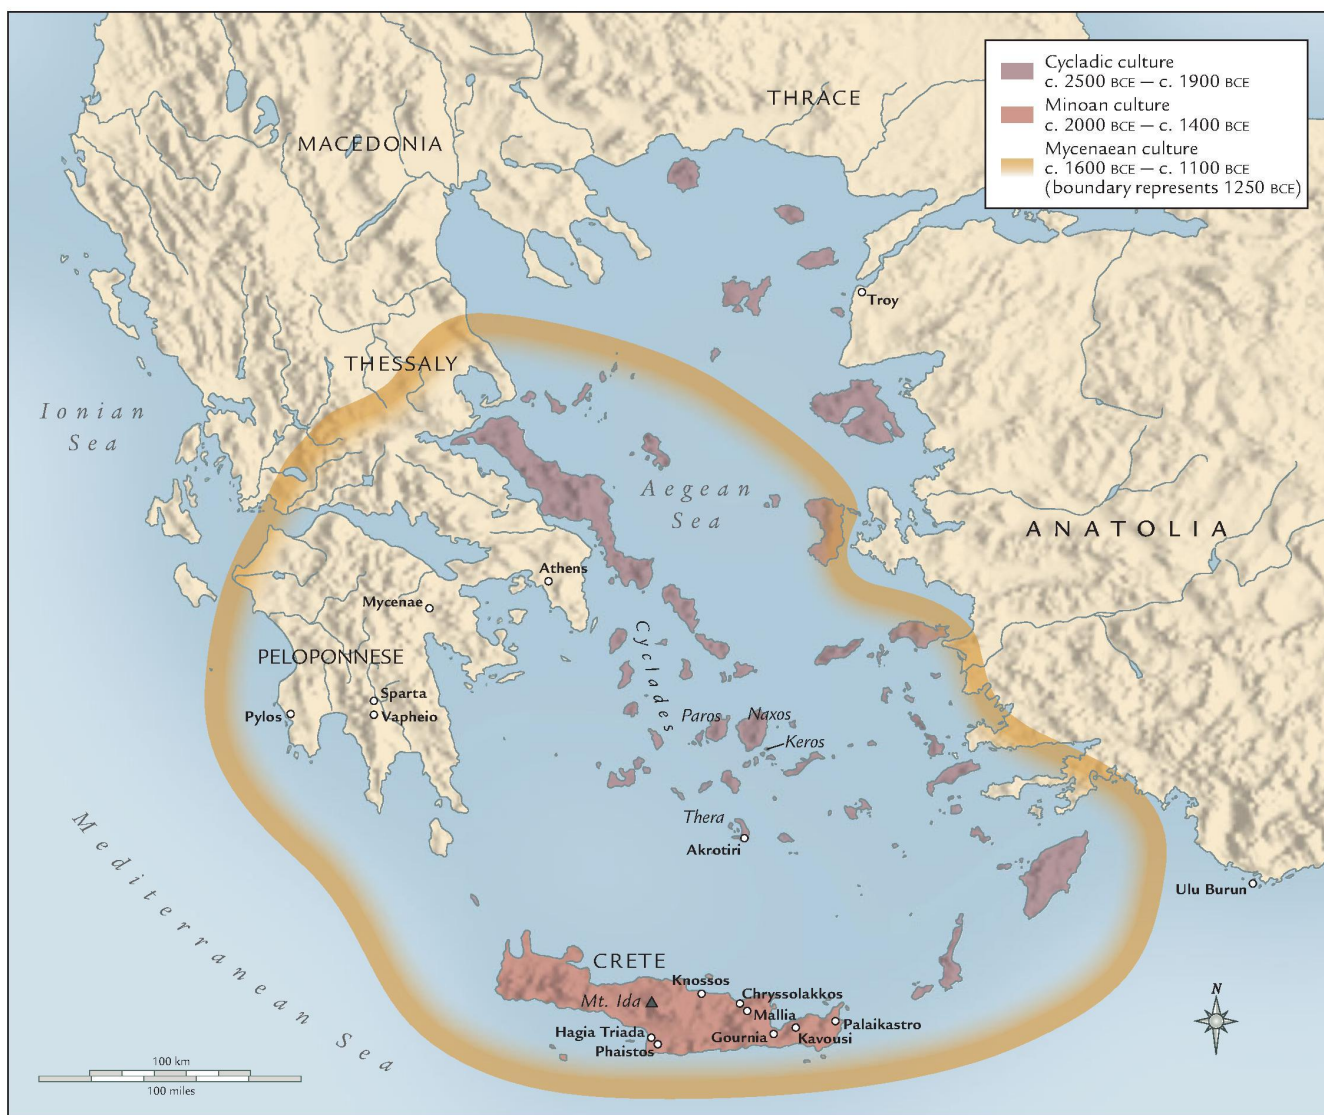 Cycladic culture
c. 2500 BCE — c. 1900 BCE
Minoan culture
c. 2000 BCE — c. 1400 BCE
Mycenaean culture
c. 1600 BCE — c. 1100 BCE
(boundary represents 1250 BCE)
THRACE
MACEDONIA
Troy
THESSALY
Ionian
Sea
Aegean
Sea
ANATOLIA
Athens
Mycenae
Cyclades
PELOPONNESE
Sparta
Pylos
Vapheio
Paros
Naxos
Keros
Thera
Akrotiri
Mediterranean Sea
Ulu Burun
CRETE
Knossos
Mt. Ida
Chryssolakkos
Mallia
Palaikastro
Hagia Triada
Gournia
Kavousi
Phaistos
N
100 km
100 miles